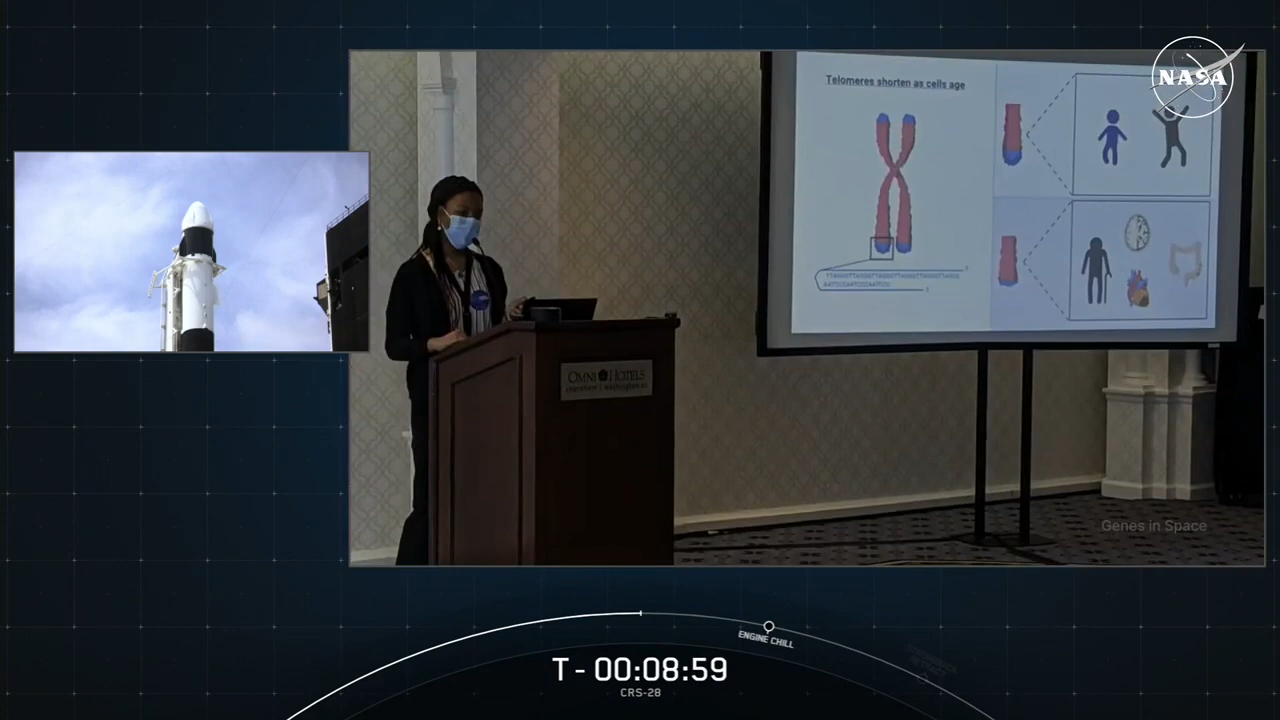 NASA
Telomeres shorten as cells age
OMNI HOTELS
Genes in Space
ENGINE CHILL
T- 00:08:59
CRS-28